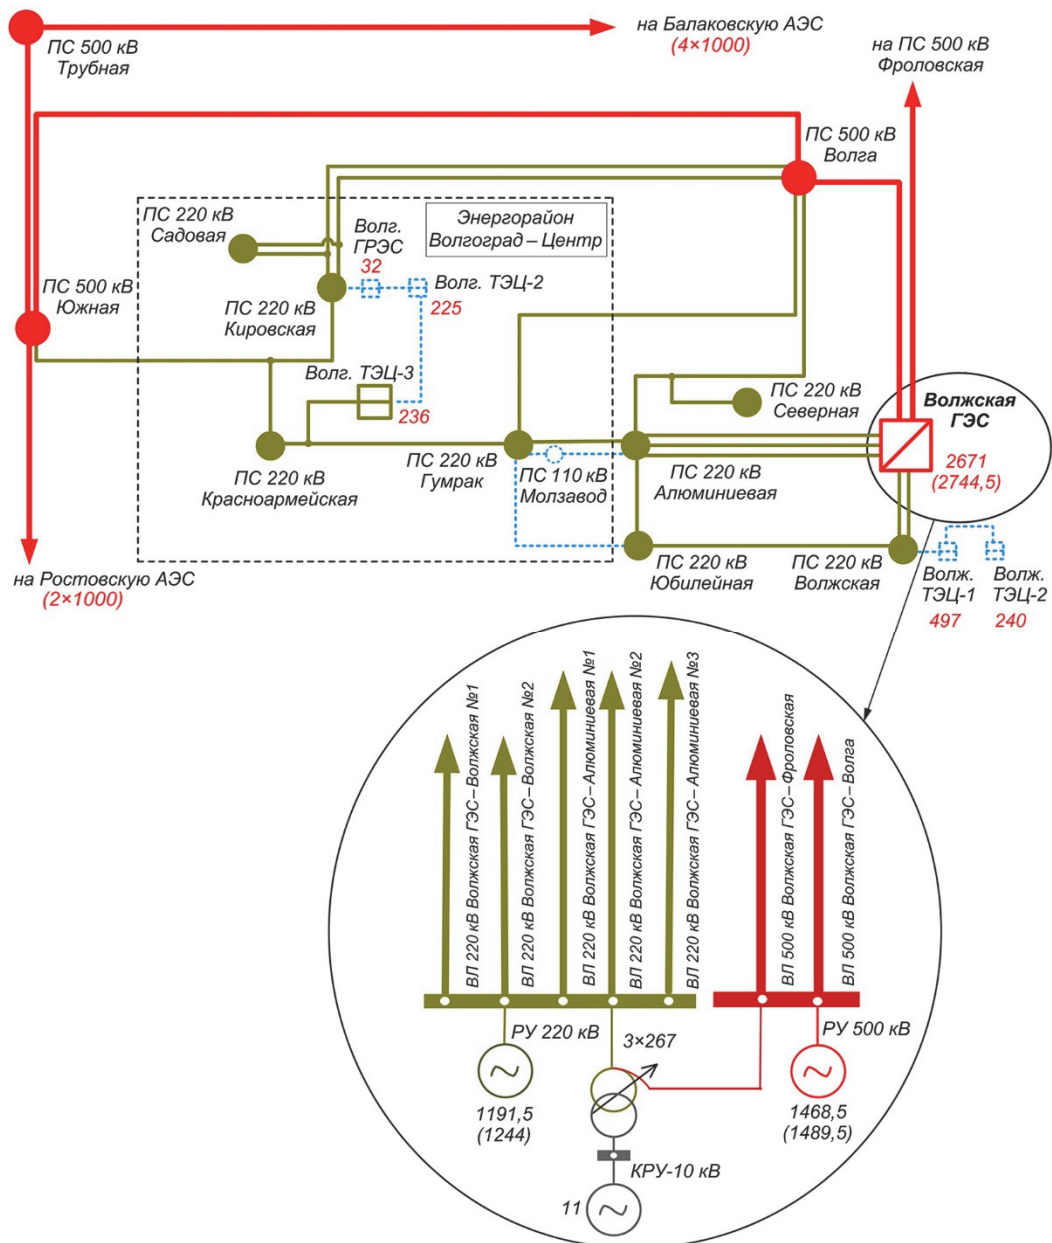 ПС 500 кВ
Трубная
на Балаковскую АЭС
(4×1000)
на ПС 500 кВ
Фроловская
ПС 500 кВ
Волга
ПС 220 кВ
Садовая
Волг.
ГРЭС
32
Энергорайон
Волгоград – Центр
ПС 500 кВ
Южная
ПС 220 кВ
Кировская
Волг. ТЭЦ-2
225
Волг. ТЭЦ-3
236
ПС 220 кВ
Северная
Волжская
ГЭС
2671
(2744,5)
ПС 220 кВ
Красноармейская
ПС 220 кВ
Гумрак
ПС 110 кВ
Молзавод
ПС 220 кВ
Алюминиевая
на Ростовскую АЭС
(2×1000)
ПС 220 кВ
Юбилейная
ПС 220 кВ
Волжская
Волж.
ТЭЦ-1
497
Волж.
ТЭЦ-2
240
ВЛ 220 кВ Волжская ГЭС – Волжская №1
ВЛ 220 кВ Волжская ГЭС – Волжская №2
ВЛ 220 кВ Волжская ГЭС – Алюминиевая №1
ВЛ 220 кВ Волжская ГЭС – Алюминиевая №2
ВЛ 220 кВ Волжская ГЭС – Алюминиевая №3
ВЛ 500 кВ Волжская ГЭС – Фроловская
ВЛ 500 кВ Волжская ГЭС – Волга
РУ 220 кВ
3×267
РУ 500 кВ
1191,5
(1244)
1468,5
(1489,5)
КРУ-10 кВ
11